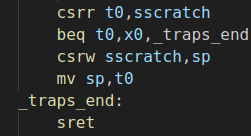 csrr t0,sscratch
beq t0,x0,_traps_end
csrw sscratch,sp
mv sp,t0
_traps_end:
sret